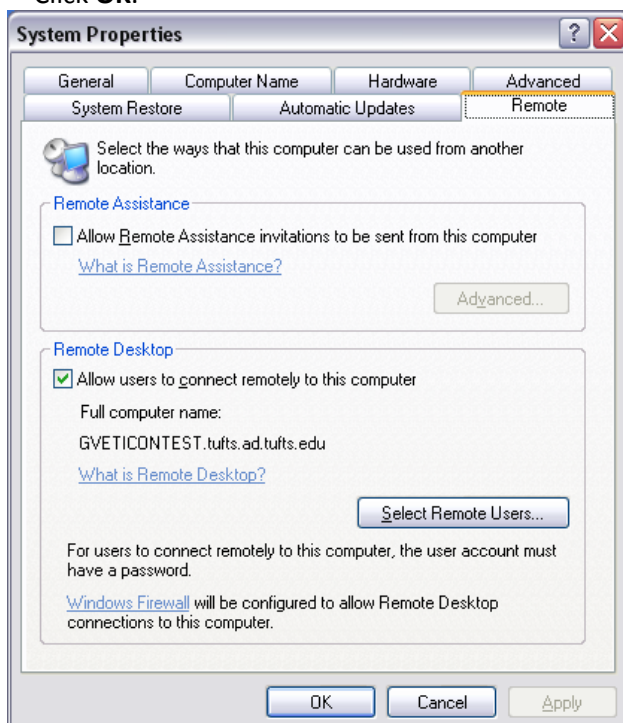 Click OK.
System Properties
General Computer Name Hardware Advanced
System Restore Automatic Updates Remote
Select the ways that this computer can be used from another
location.
Remote Assistance
Allow Remote Assistance invitations to be sent from this computer
What is Remote Assistance?
Advanced...
Remote Desktop
Allow users to connect remotely to this computer
Full computer name:
GVETICONTEST.tufts.ad.tufts.edu
What is Remote Desktop?
Select Remote Users...
For users to connect remotely to this computer, the user account must
have a password.
Windows Firewall will be configured to allow Remote Desktop
connections to this computer.
OK Cancel Apply